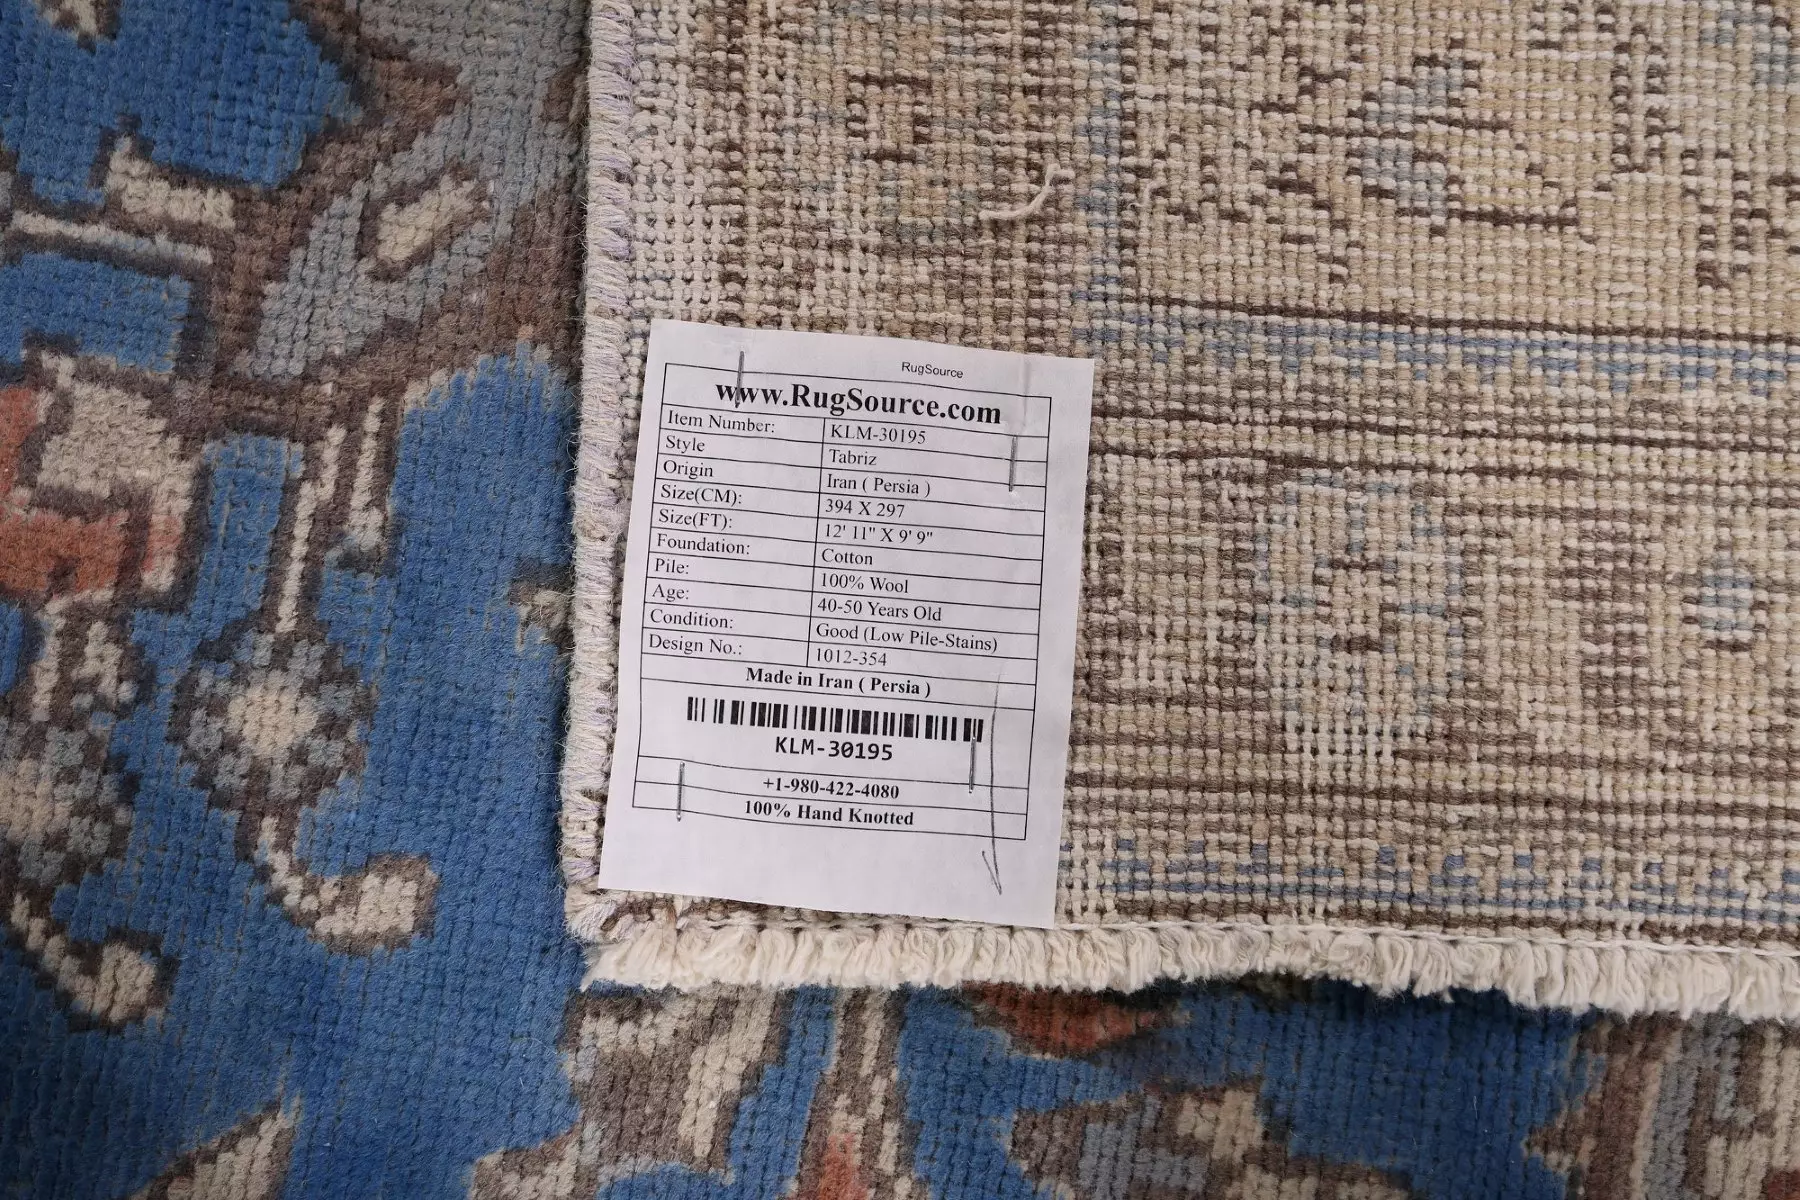 RugSource
www.RugSource.com
Item Number: KLM-30195
Style Tabriz
Origin Iran ( Persia )
Size(CM): 394 X 297
Size(FT): 12' 11" X 9' 9"
Foundation: Cotton
Pile: 100% Wool
Age: 40-50 Years Old
Condition: Good (Low Pile-Stains)
Design No.: 1012-354
Made in Iran ( Persia )
KLM-30195
+1-980-422-4080
100% Hand Knotted